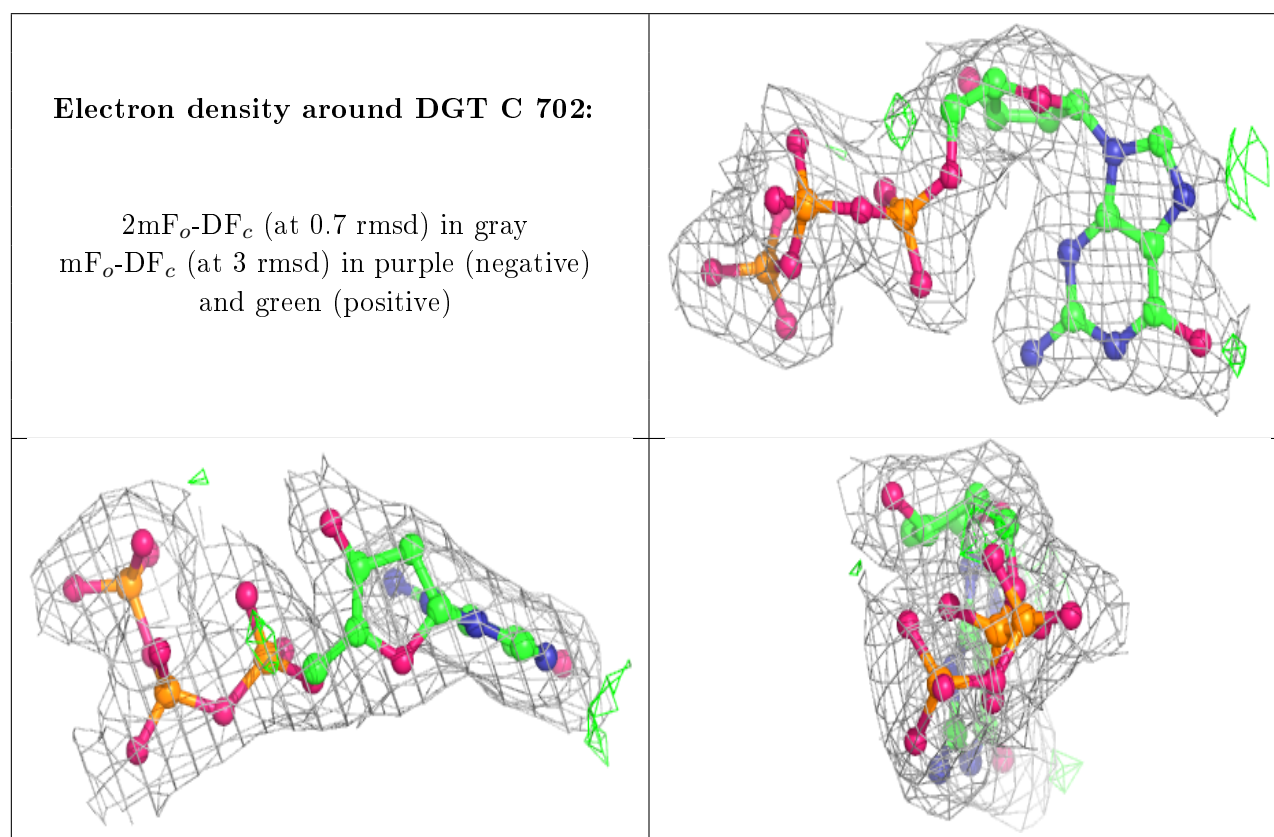 Electron density around DGT C 702:
2mFo-DFc (at 0.7 rmsd) in gray
mFo-DFc (at 3 rmsd) in purple (negative)
and green (positive)